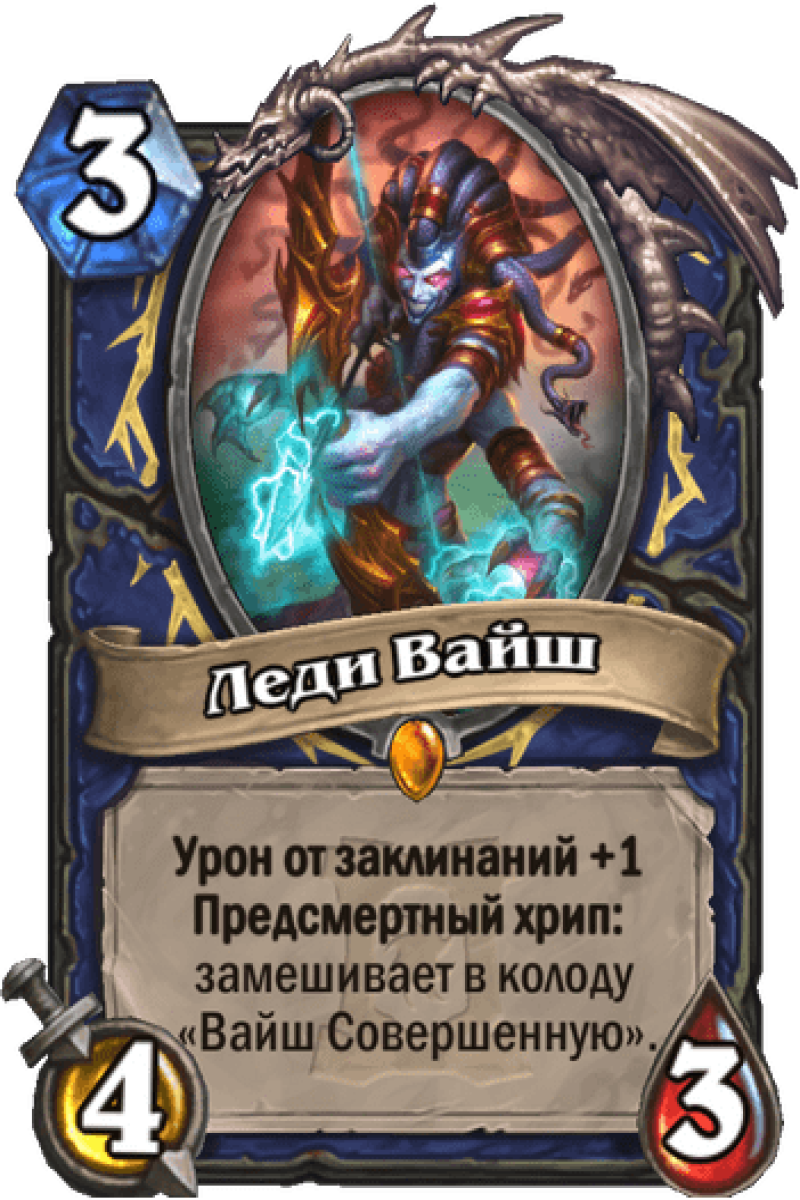 3
Леди Вайш
Урон от заклинаний +1
Предсмертный хрип:
замешивает в колоду
«Вайш Совершенную».
4
3